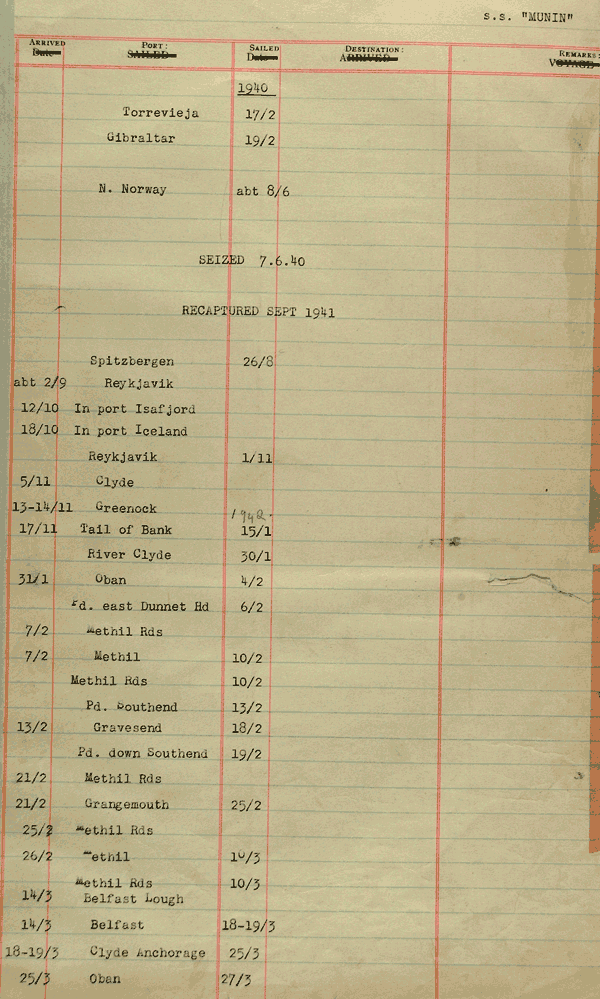 s.s. "MUNIN"
ARRIVED PORT: SAILED DESTINATION: REMARKS:
Date SAILED Date ARRIVED VOYAGE
1940
Torrevieja 17/2
Gibraltar 19/2
N. Norway abt 8/6
SEIZED 7.6.40
RECAPTURED SEPT 1941
Spitzbergen 26/8
abt 2/9 Reykjavik
12/10 In port Isafjord
18/10 In port Iceland
Reykjavik 1/11
5/11 Clyde
13-14/11 Greenock
1942.
17/11 Tail of Bank 15/1
River Clyde 30/1
31/1 Oban 4/2
Pd. east Dunnet Hd 6/2
7/2 Methil Rds
7/2 Methil 10/2
Methil Rds 10/2
Pd. Southend 13/2
13/2 Gravesend 18/2
Pd. down Southend 19/2
21/2 Methil Rds
21/2 Grangemouth 25/2
25/2 Methil Rds
26/2 Methil 10/3
Methil Rds 10/3
14/3 Belfast Lough
14/3 Belfast 18-19/3
18-19/3 Clyde Anchorage 25/3
25/3 Oban 27/3